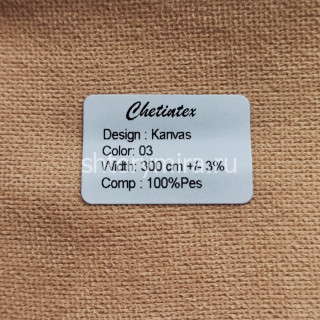 Chetintex
Design : Kanvas
Color: 03
Width: 300 cm +/- 3%
Comp : 100%Pes